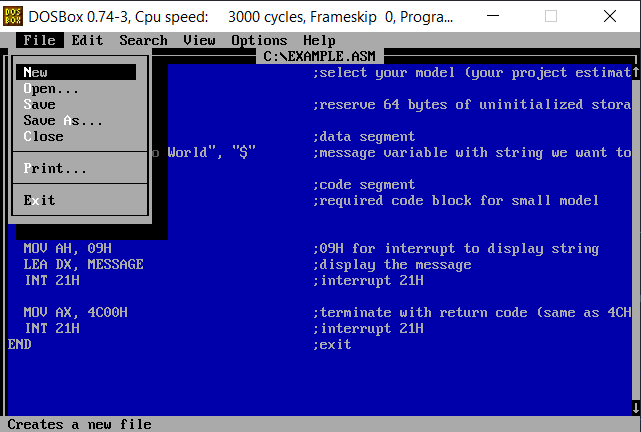 DOS BOX DOSBox 0.74-3, Cpu speed: 3000 cycles, Frameskip 0, Progra...
File Edit Search View Options Help
C:\EXAMPLE.ASM
New
Open...
Save
Save As...
Close
Print...
Exit
;select your model (your project estimat
;reserve 64 bytes of uninitialized stora
;data segment
o World", "$" ;message variable with string we want to
;code segment
;required code block for small model
MOV AH, 09H ;09H for interrupt to display string
LEA DX, MESSAGE ;display the message
INT 21H ;interrupt 21H
MOV AX, 4C00H ;terminate with return code (same as 4CH
INT 21H ;interrupt 21H
END ;exit
Creates a new file